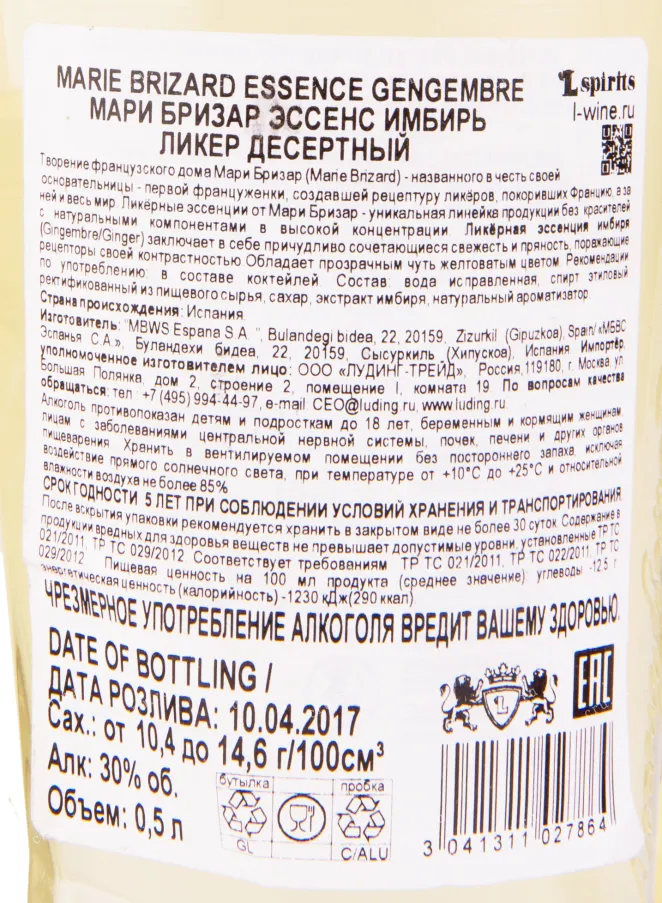 MARIE BRIZARD ESSENCE GENGEMBRE
МАРИ БРИЗАР ЭССЕНС ИМБИРЬ
ЛИКЕР ДЕСЕРТНЫЙ
L spirits
l-wine.ru
Творение французского дома Мари Бризар (Marie Brizard) - названного в честь своей
основательницы - первой француженки, создавшей рецептуру ликёров, покоривших Францию, а за
ней и весь мир. Ликёрные эссенции от Мари Бризар - уникальная линейка продукции без красителей
с натуральными компонентами в высокой концентрации. Ликёрная эссенция имбиря
(Gingembre/Ginger) заключает в себе причудливо сочетающиеся свежесть и пряность, поражающие
рецепторы своей контрастностью Обладает прозрачным чуть желтоватым цветом. Рекомендации
по употреблению: в составе коктейлей. Состав: вода исправленная, спирт этиловый
ректификованный из пищевого сырья, сахар, экстракт имбиря, натуральный ароматизатор
Страна происхождения: Испания.
Изготовитель: "MBWS Espana S.A. ", Bulandegi bidea, 22, 20159, Zizurkil (Gipuzkoa), Spain/ «МБВС
Эспанья С.А.», Буландехи бидеа, 22, 20159, Сысуркиль (Хипускоа), Испания Импортёр,
уполномоченное изготовителем лицо: ООО «ЛУДИНГ-ТРЕЙД», Россия,119180, г. Москва, ул.
Большая Полянка, дом 2, строение 2, помещение I, комната 19. По вопросам качества
обращаться: тел. +7 (495) 994-44-97, e-mail CEO@luding.ru, www.luding.ru.
Алкоголь противопоказан детям и подросткам до 18 лет, беременным и кормящим женщинам,
лицам с заболеваниями центральной нервной системы, почек, печени и других органов
пищеварения Хранить в вентилируемом помещении без постороннего запаха, исключая
воздействие прямого солнечного света, при температуре от +10°С до +25°С и относительной
влажности воздуха не более 85%
СРОК ГОДНОСТИ 5 ЛЕТ ПРИ СОБЛЮДЕНИИ УСЛОВИЙ ХРАНЕНИЯ И ТРАНСПОРТИРОВАНИЯ
После вскрытия упаковки рекомендуется хранить в закрытом виде не более 30 суток Содержание в
продукции вредных для здоровья веществ не превышает допустимые уровни, установленные ТР ТС
021/2011, ТР ТС 029/2012 Соответствует требованиям ТР ТС 021/2011, ТР ТС 022/2011, ТР ТС
029/2012 Пищевая ценность на 100 мл продукта (среднее значение): углеводы -12,5 г
энергетическая ценность (калорийность) -1230 кДж(290 ккал)
ЧРЕЗМЕРНОЕ УПОТРЕБЛЕНИЕ АЛКОГОЛЯ ВРЕДИТ ВАШЕМУ ЗДОРОВЬЮ.
DATE OF BOTTLING /
ДАТА РОЗЛИВА: 10.04.2017
Сах.: от 10,4 до 14,6 г/100см³
Алк: 30% об.
Объем: 0,5 л
бутылка
GL
пробка
C/ALU
L
EAC
3 041311 027864